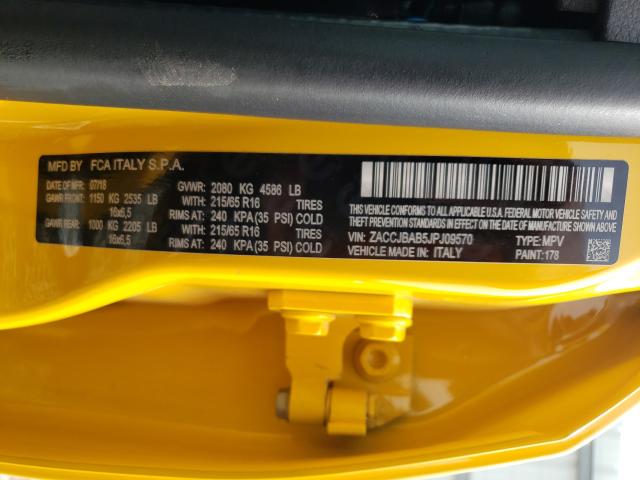 MFD BY FCA ITALY S.P.A.
DATE OF MFR 07/18 GVWR: 2080 KG 4586 LB
GAWR FRONT: 1150 KG 2535 LB WITH 215/65 R16 TIRES
16x6,5 RIMS AT 240 KPA(35 PSI) COLD
GAWR REAR: 1000 KG 2205 LB WITH 215/65 R16 TIRES
16x6,5 RIMS AT 240 KPA(35 PSI) COLD
THIS VEHICLE CONFORMS TO ALL APPLICABLE U.S.A. FEDERAL MOTOR VEHICLE SAFETY,
BUMPER, AND THEFT PREVENTION STANDARDS IN EFFECT ON THE DATE OF MANUFACTURE SHOWN ABOVE
VIN: ZACCJBAB5JPJ09570 TYPE: MPV
VEHICLE MADE IN: ITALY PAINT: 178